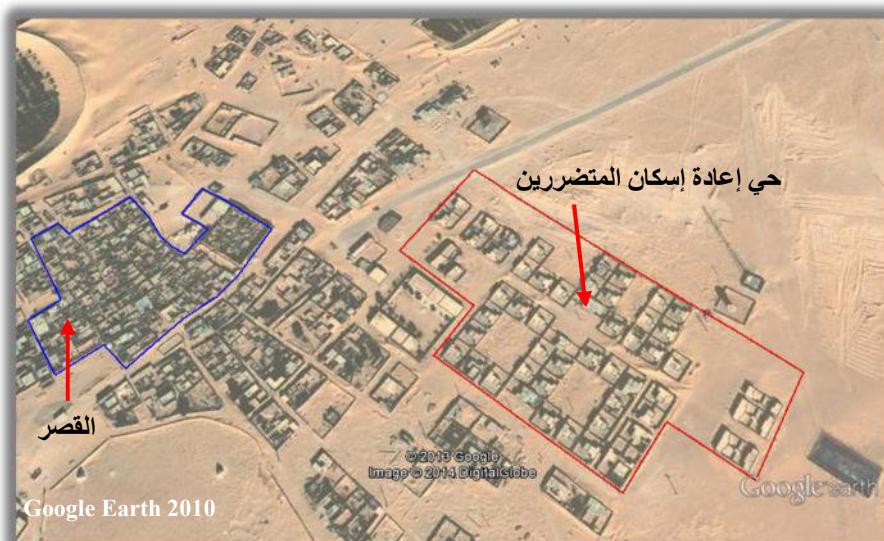 حي إعادة إسكان المتضررين
القصر
© 2013 Google
Image © 2014 DigitalGlobe
Google Earth 2010
Google earth